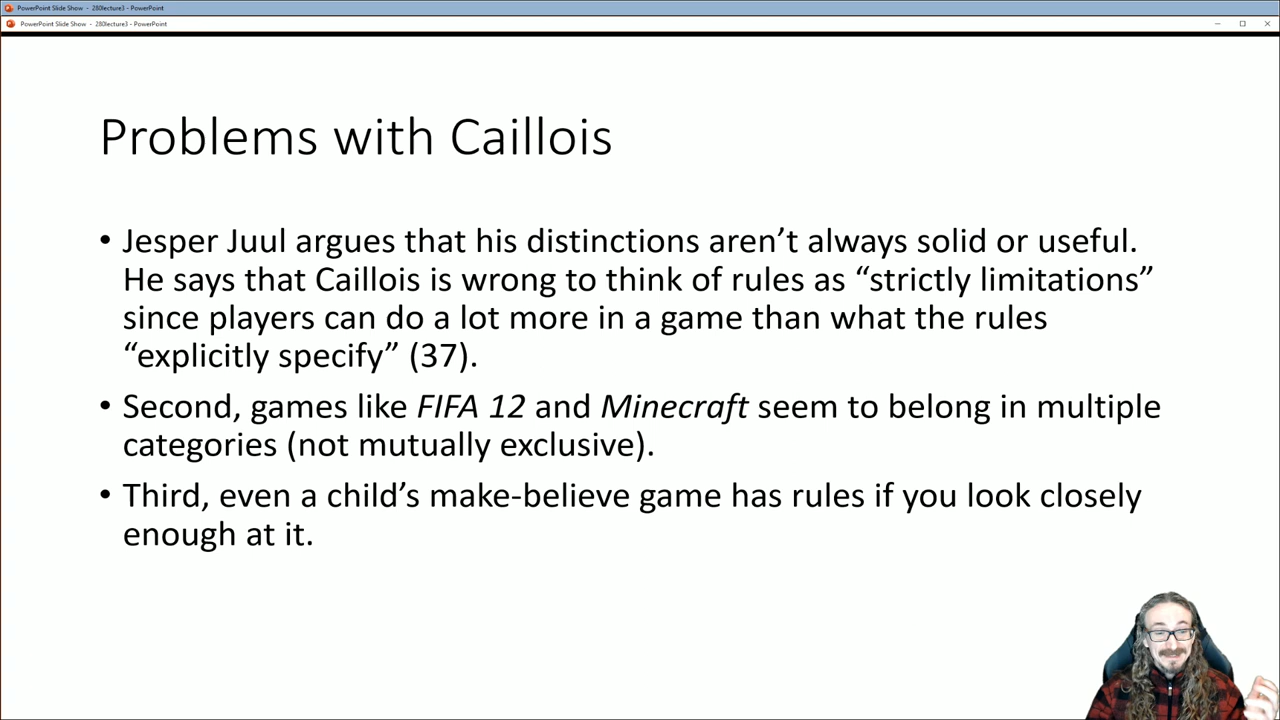 PowerPoint Slide Show - 280lecture3 - PowerPoint
PowerPoint Slide Show - 280lecture3 - PowerPoint
Problems with Caillois
• Jesper Juul argues that his distinctions aren’t always solid or useful.
He says that Caillois is wrong to think of rules as “strictly limitations”
since players can do a lot more in a game than what the rules
“explicitly specify” (37).
• Second, games like FIFA 12 and Minecraft seem to belong in multiple
categories (not mutually exclusive).
• Third, even a child’s make-believe game has rules if you look closely
enough at it.